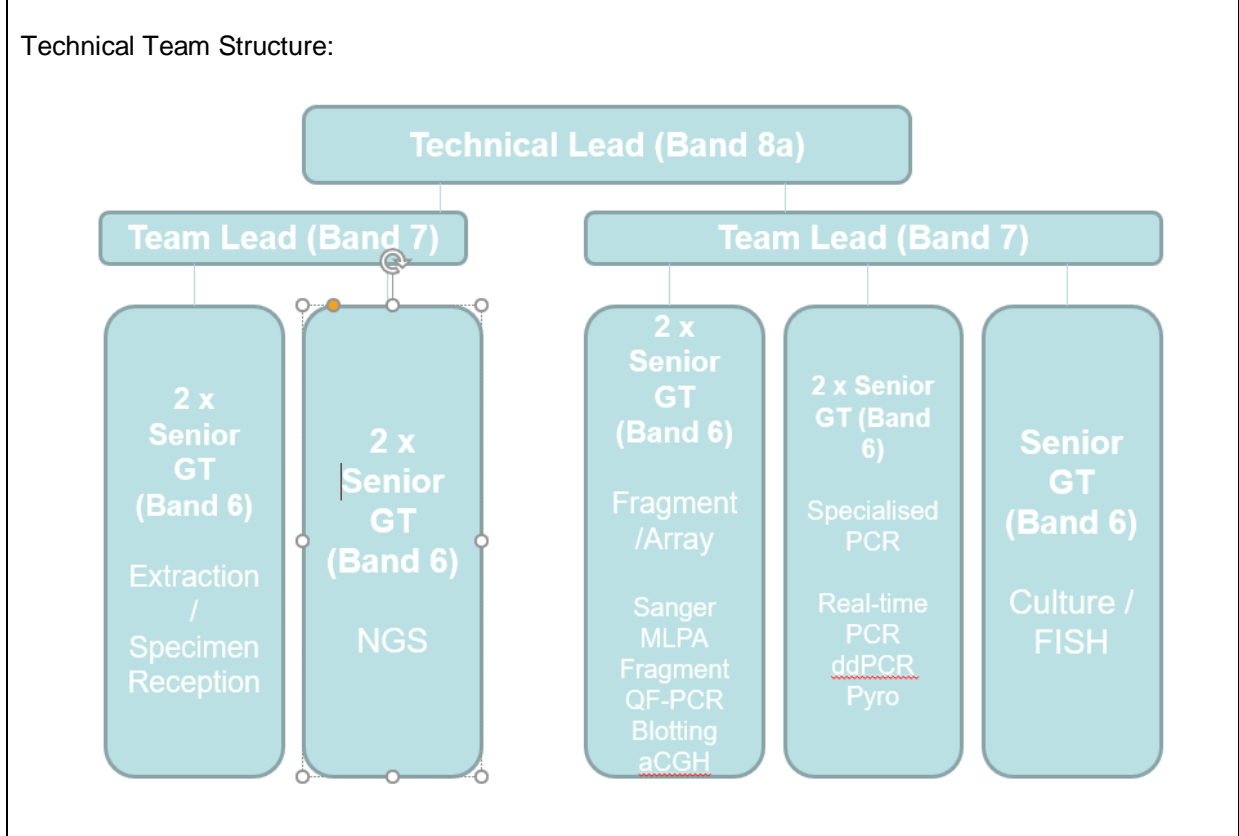 Technical Team Structure:
Technical Lead (Band 8a)
Team Lead (Band 7)
Team Lead (Band 7)
2 x
Senior
GT
(Band 6)
Extraction
/
Specimen
Reception
2 x
Senior
GT
(Band 6)
NGS
2 x
Senior
GT
(Band 6)
Fragment
/Array
Sanger
MLPA
Fragment
QF-PCR
Blotting
aCGH
2 x Senior
GT (Band
6)
Specialised
PCR
Real-time
PCR
ddPCR
Pyro
Senior
GT
(Band 6)
Culture /
FISH